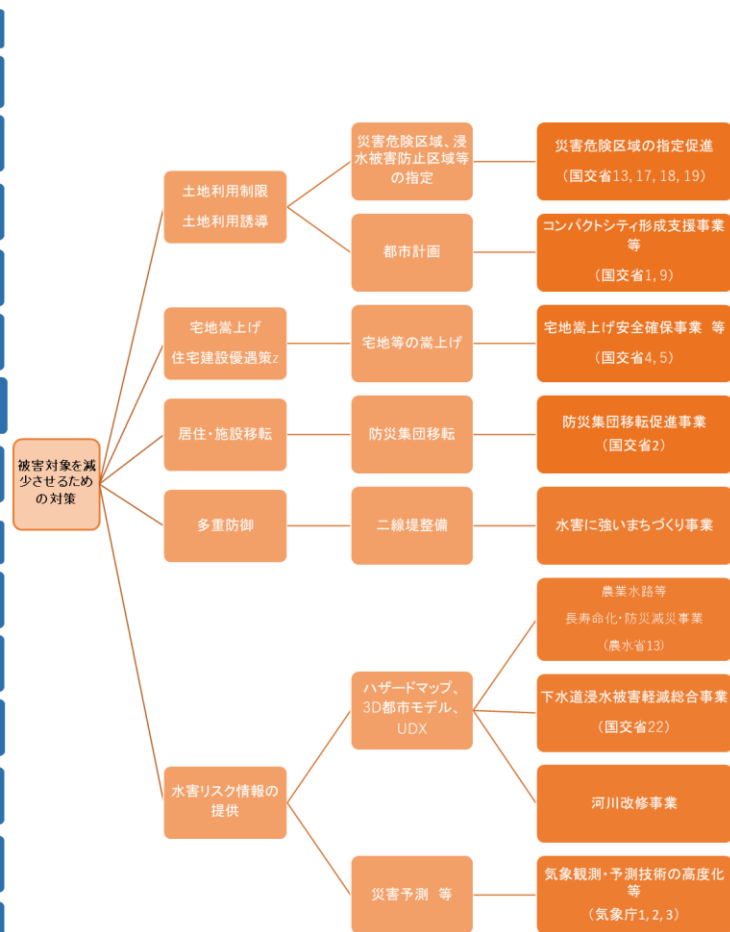 被害対象を減
少させるため
の対策
土地利用制限
土地利用誘導
災害危険区域、浸
水被害防止区域等
の指定
災害危険区域の指定促進
（国交省13, 17, 18, 19）
都市計画
コンパクトシティ形成支援事業
等
（国交省1, 9）
宅地嵩上げ
住宅建設優遇策z
宅地等の嵩上げ
宅地嵩上げ安全確保事業 等
（国交省4, 5）
居住・施設移転
防災集団移転
防災集団移転促進事業
（国交省2）
多重防御
二線堤整備
水害に強いまちづくり事業
水害リスク情報の
提供
ハザードマップ、
3D都市モデル、
UDX
農業水路等
長寿命化・防災減災事業
（農水省13）
下水道浸水被害軽減総合事業
（国交省22）
河川改修事業
災害予測 等
気象観測・予測技術の高度化
等
（気象庁1, 2, 3）